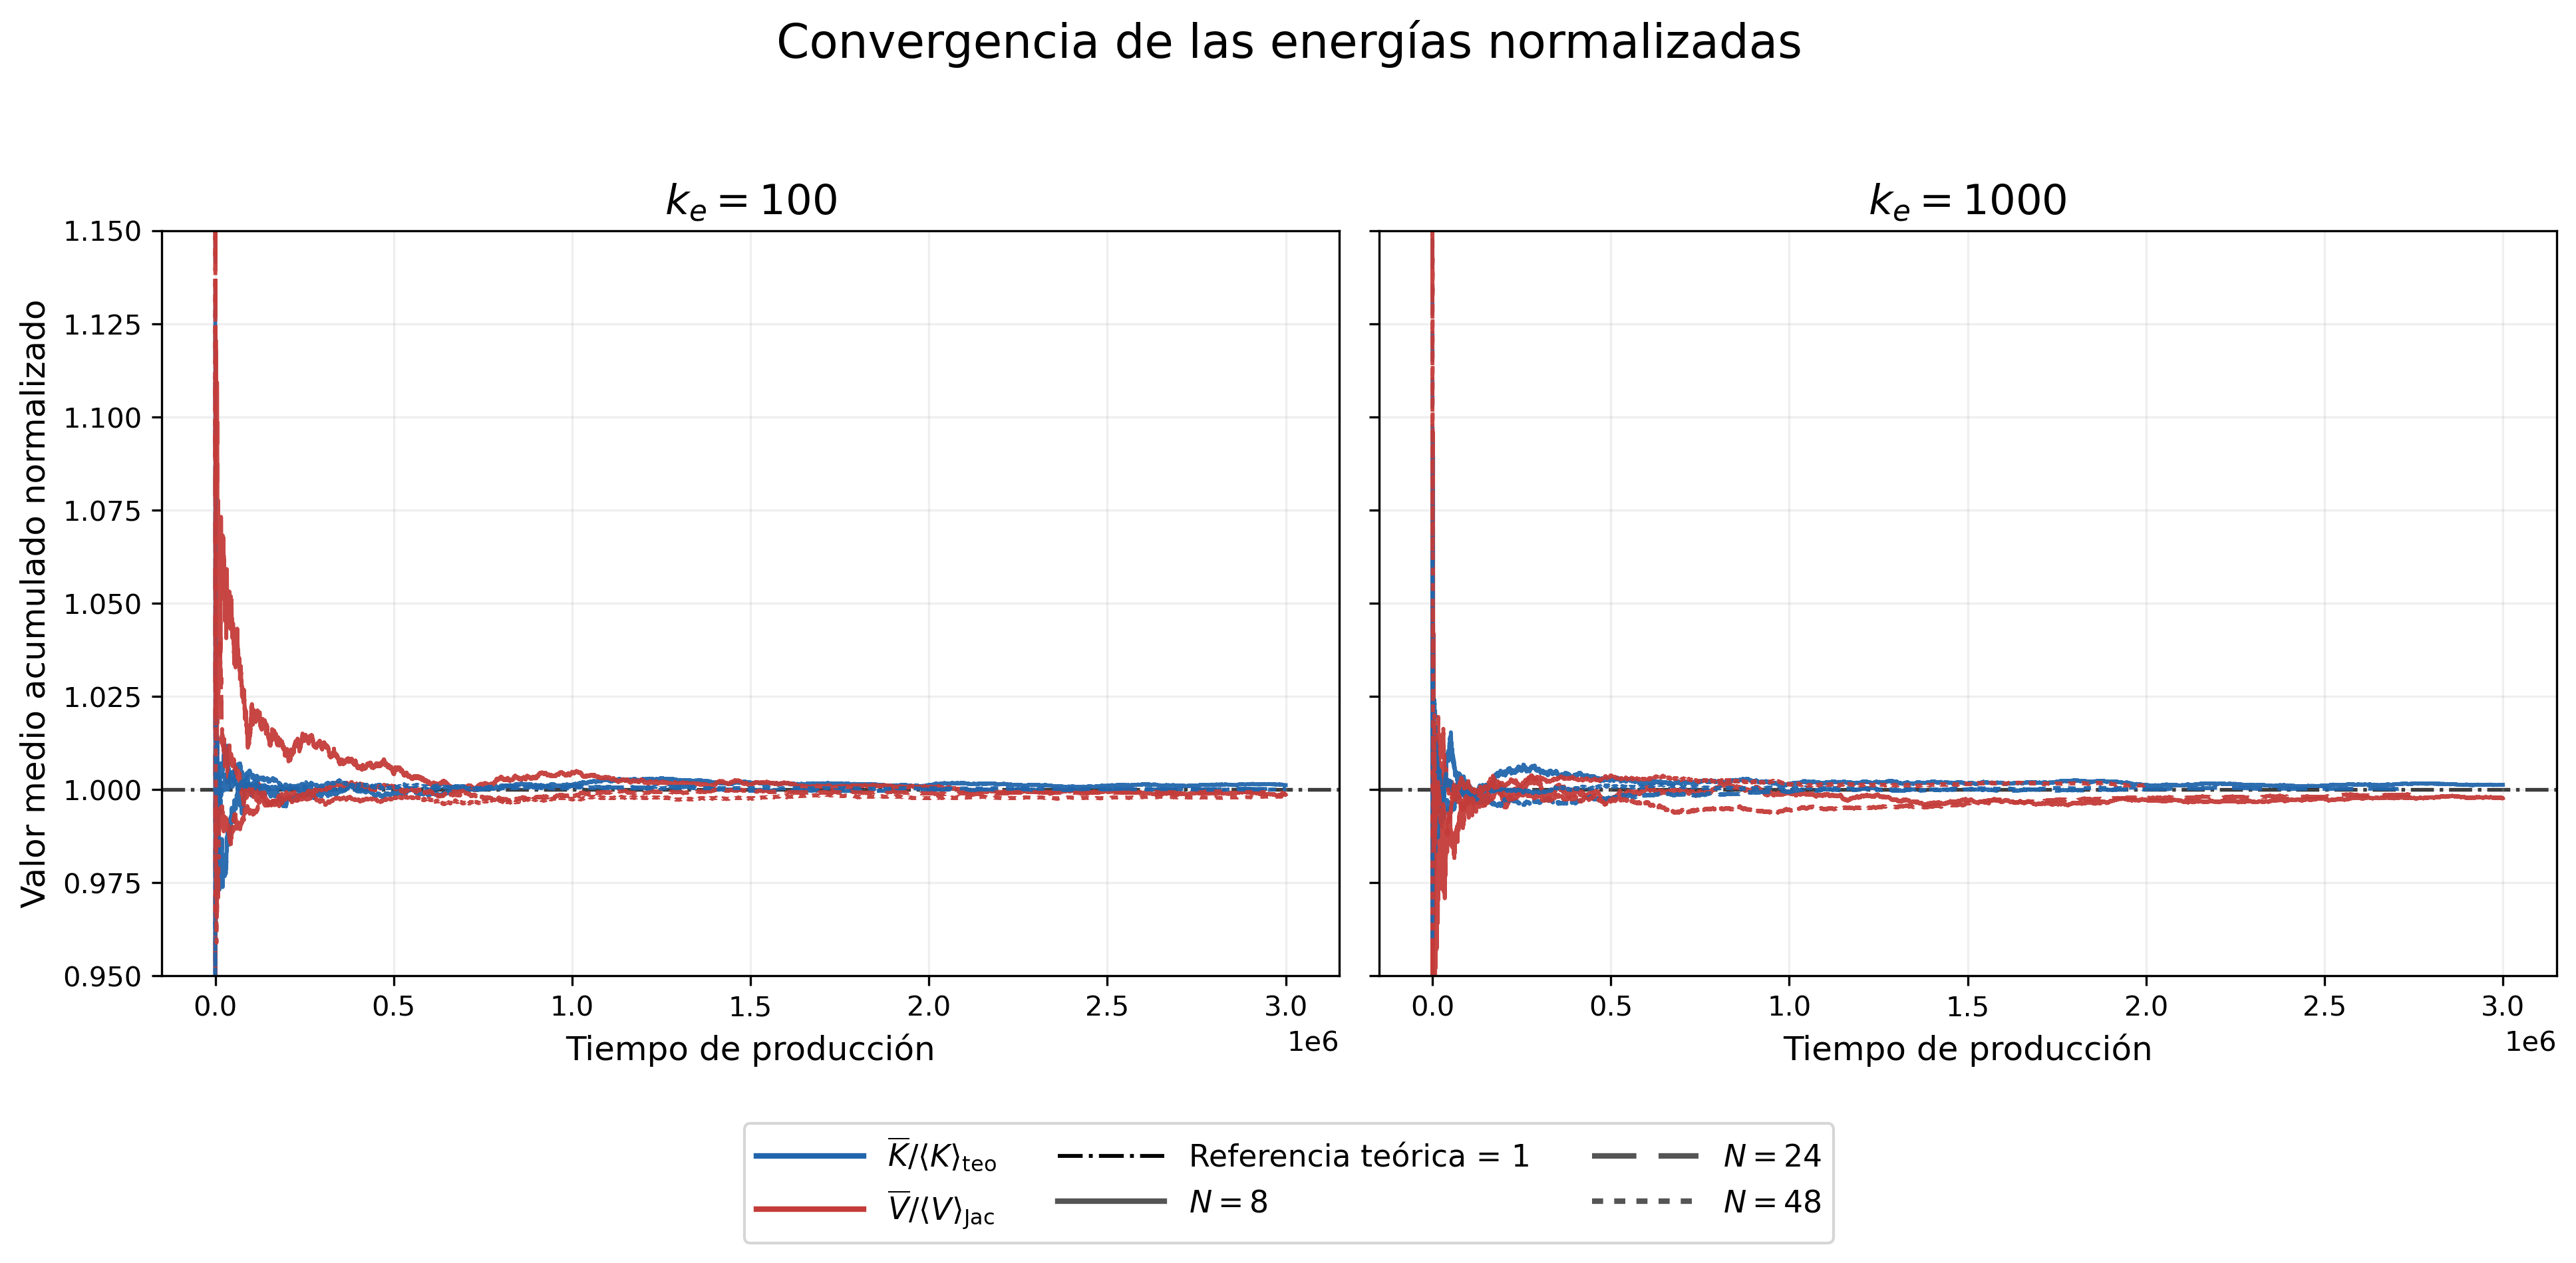 Convergencia de las energías normalizadas
k_e = 100
k_e = 1000
Valor medio acumulado normalizado
1.150
1.125
1.100
1.075
1.050
1.025
1.000
0.975
0.950
0.0 0.5 1.0 1.5 2.0 2.5 3.0
1e6
Tiempo de producción
0.0 0.5 1.0 1.5 2.0 2.5 3.0
1e6
Tiempo de producción
K̅/⟨K⟩teo
V̅/⟨V⟩Jac
Referencia teórica = 1
N = 8
N = 24
N = 48